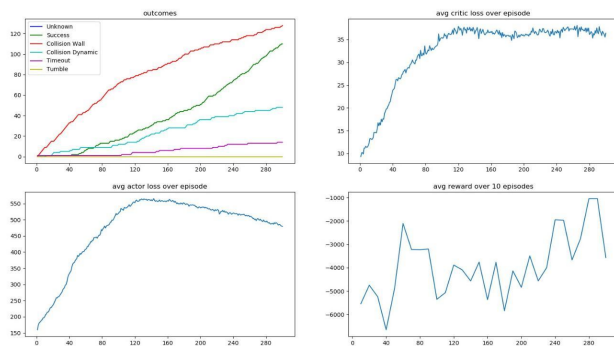 outcomes
Unknown
Success
Collision Wall
Collision Dynamic
Timeout
Tumble
120
100
80
60
40
20
0
0 40 80 120 160 200 240 280
avg critic loss over episode
35
30
25
20
15
10
0 40 80 120 160 200 240 280
avg actor loss over episode
550
500
450
400
350
300
250
200
150
0 40 80 120 160 200 240 280
avg reward over 10 episodes
−1000
−2000
−3000
−4000
−5000
−6000
0 40 80 120 160 200 240 280